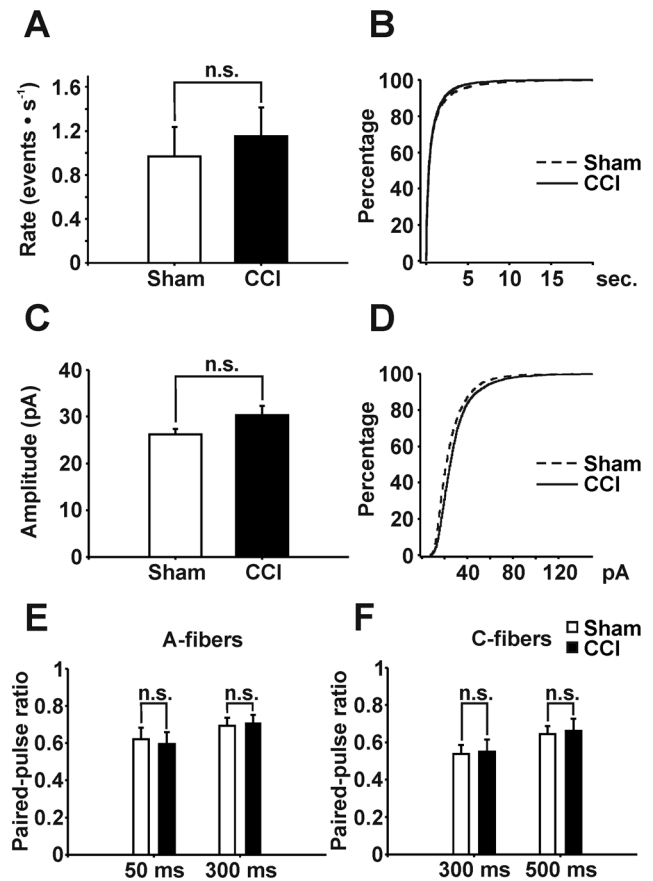 A
Rate (events • s⁻¹)
1.6
1.2
0.8
0.4
0
n.s.
Sham
CCI
B
Percentage
100
80
60
40
20
0
5
10
15
sec.
Sham
CCI
C
Amplitude (pA)
40
30
20
10
0
n.s.
Sham
CCI
D
Percentage
100
80
60
40
20
0
40
80
120
pA
Sham
CCI
E
A-fibers
Paired-pulse ratio
1
0.8
0.6
0.4
0.2
0
n.s.
n.s.
50 ms
300 ms
F
C-fibers
Sham
CCI
Paired-pulse ratio
1
0.8
0.6
0.4
0.2
0
n.s.
n.s.
300 ms
500 ms